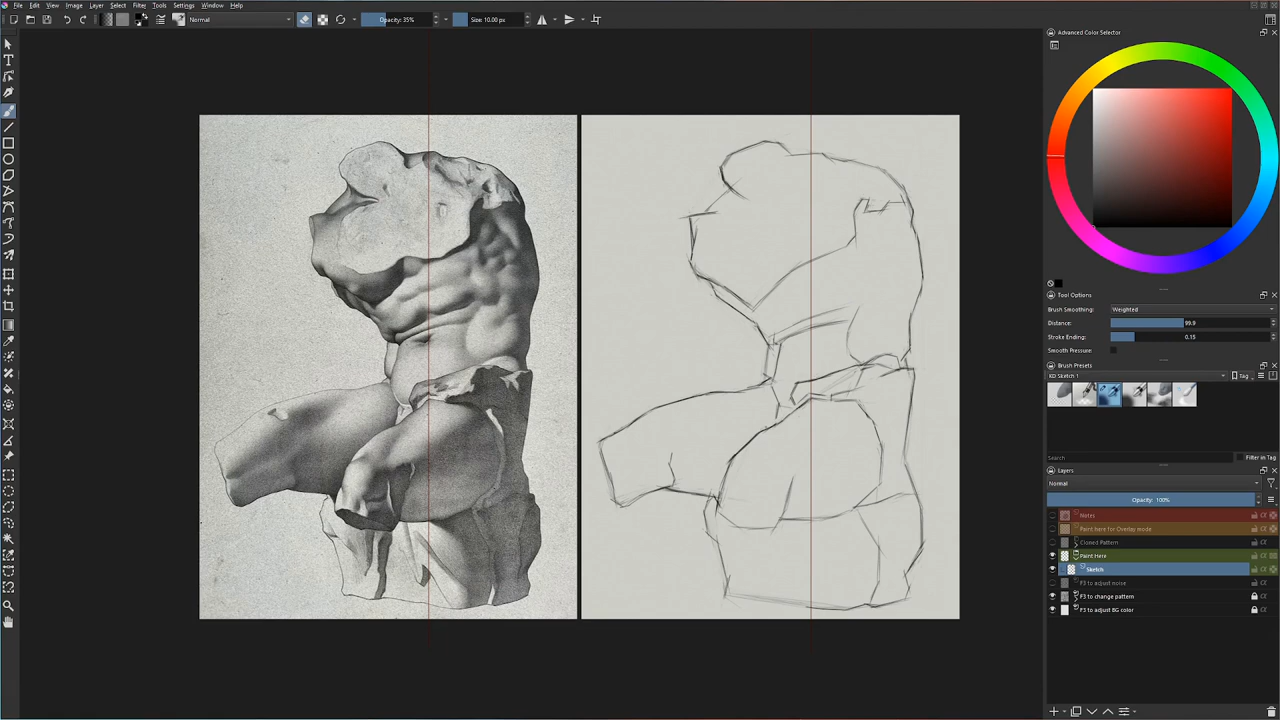 File Edit View Image Layer Select Filter Tools Settings Window Help
Normal Opacity: 35% Size: 10.00 px
Advanced Color Selector
Tool Options
Brush Smoothing: Weighted
Distance: 99.9
Stroke Ending: 0.15
Smooth Pressure:
Brush Presets
KD Sketch 1 Tag
Search Filter in Tag
Layers
Normal
Opacity: 100%
Notes
Paint here for Overlay mode
Cloned Pattern
Paint Here
Sketch
F3 to adjust noise
F3 to change pattern
F3 to adjust BG color